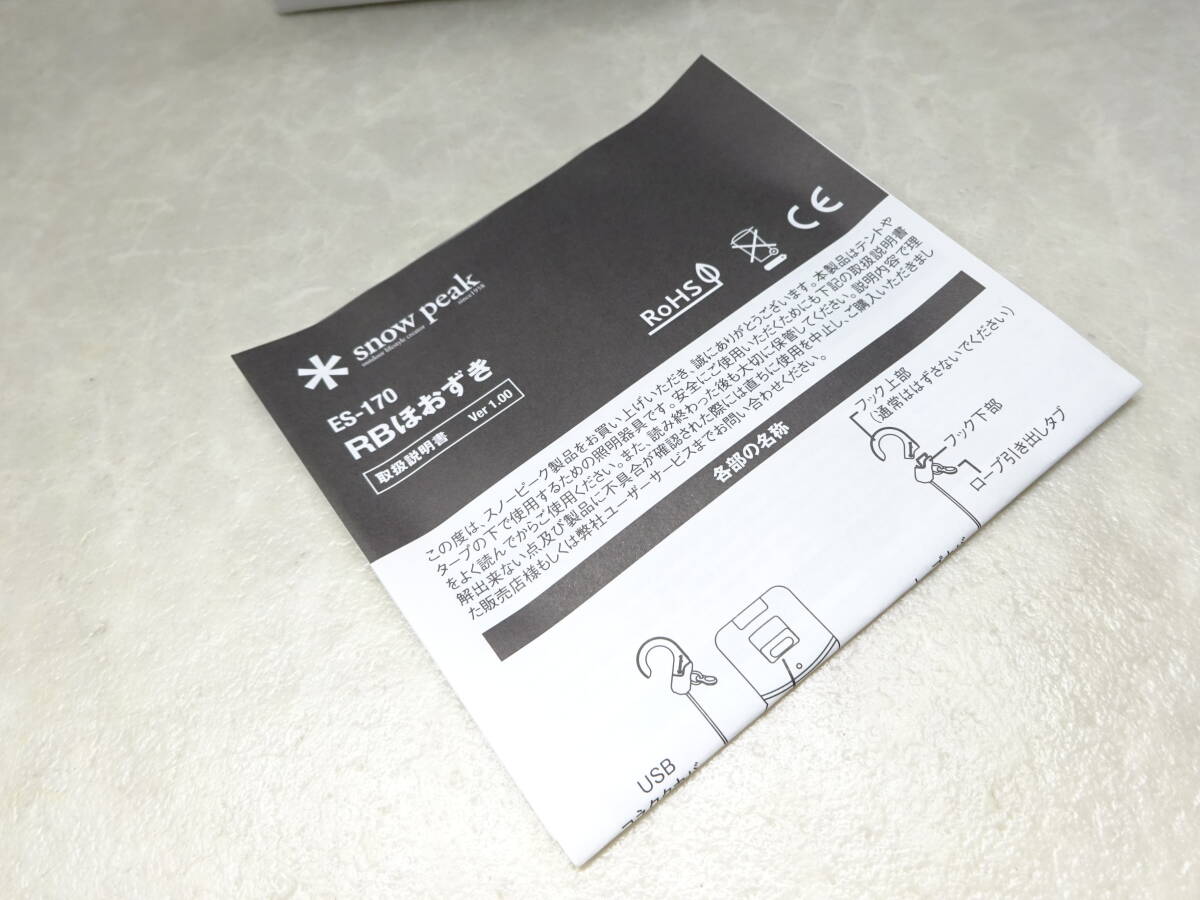 snow peak
outdoor lifestyle creator
since1958
ES-170
RBほおずき
取扱説明書 Ver 1.00
RoHS
CE
この度は、スノーピーク製品をお買い上げいただき、誠にありがとうございます。本製品はテントや
タープの下で使用するための照明器具です。安全にご使用いただくためにも下記の取扱説明書
をよく読んでからご使用ください。また、読み終わった後も大切に保管してください。説明内容で理
解出来ない点及び製品に不具合が確認された際には直ちに使用を中止し、ご購入いただきまし
た販売店様もしくは弊社ユーザーサービスまでお問い合わせください。
各部の名称
フック上部
(通常ははずさないでください)
フック下部
ロープ引き出しタブ
USB